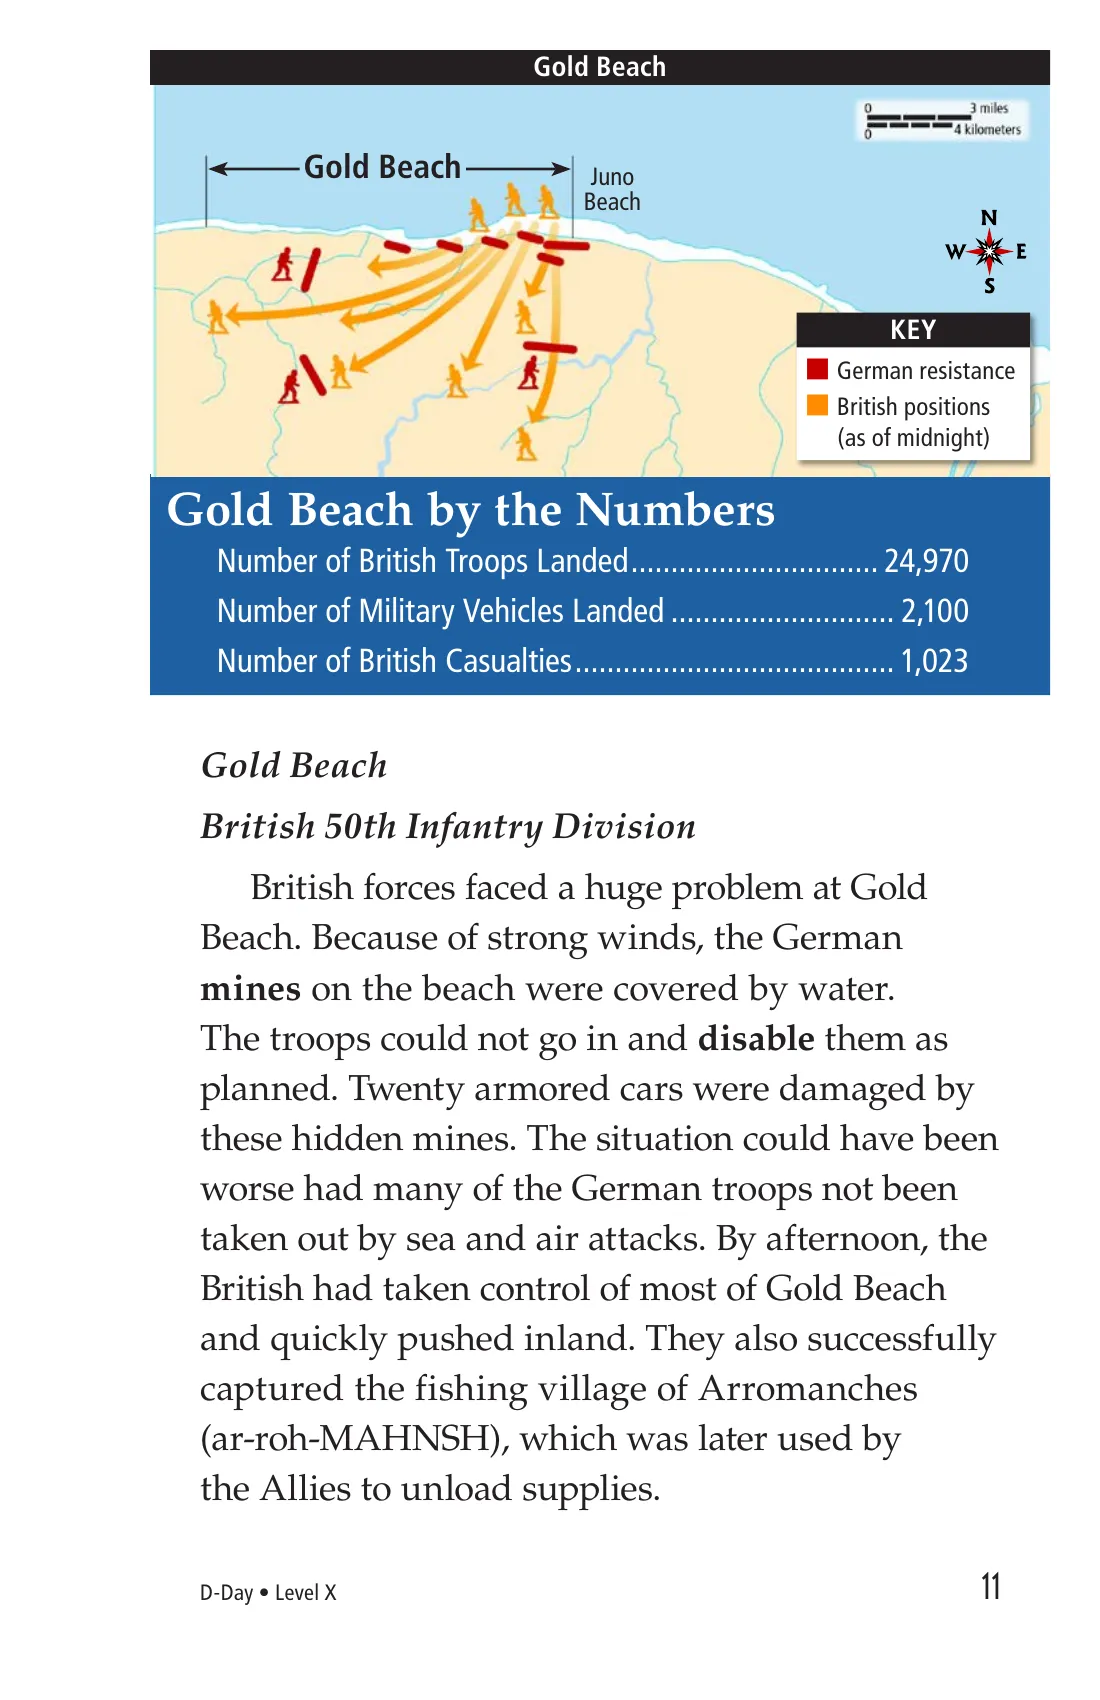 Gold Beach
0 3 miles
0 4 kilometers
Gold Beach
Juno
Beach
N
W E
S
KEY
German resistance
British positions
(as of midnight)
Gold Beach by the Numbers
Number of British Troops Landed............................... 24,970
Number of Military Vehicles Landed ............................ 2,100
Number of British Casualties........................................ 1,023
Gold Beach
British 50th Infantry Division
British forces faced a huge problem at Gold
Beach. Because of strong winds, the German
mines on the beach were covered by water.
The troops could not go in and disable them as
planned. Twenty armored cars were damaged by
these hidden mines. The situation could have been
worse had many of the German troops not been
taken out by sea and air attacks. By afternoon, the
British had taken control of most of Gold Beach
and quickly pushed inland. They also successfully
captured the fishing village of Arromanches
(ar-roh-MAHNSH), which was later used by
the Allies to unload supplies.
D-Day • Level X 11